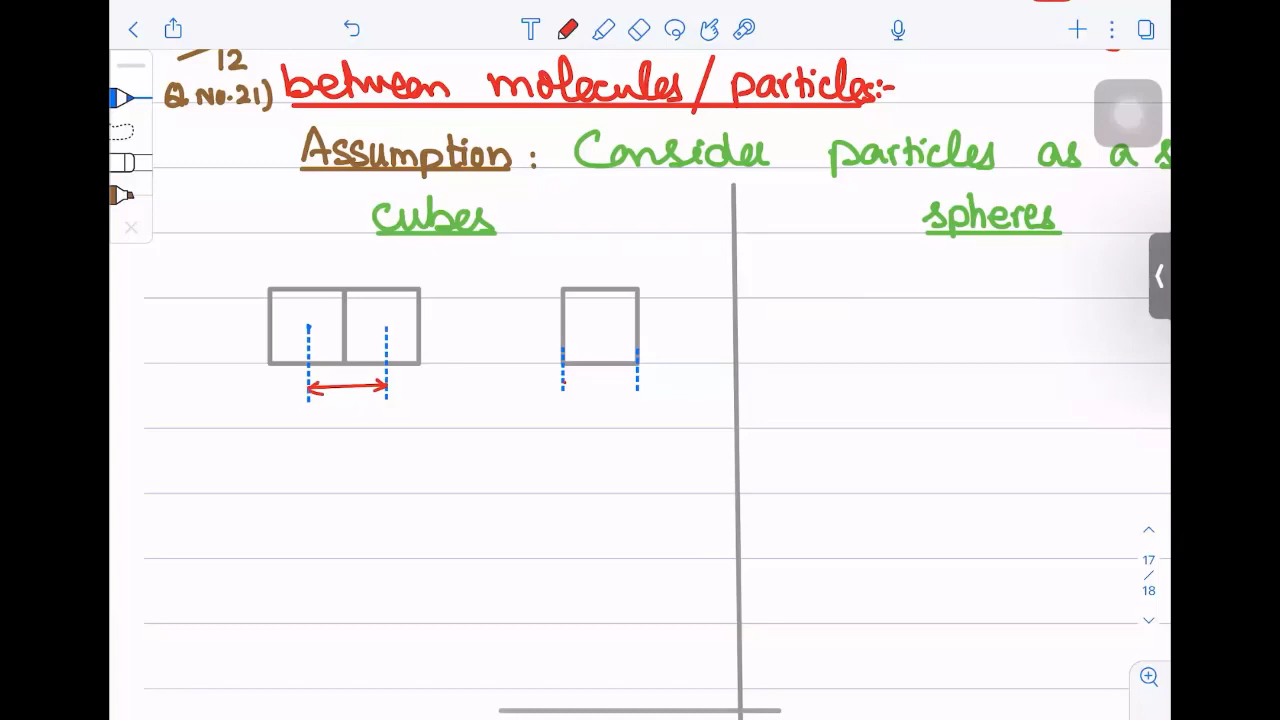 12
Q No.21)
between molecules/particles:-
Assumption: Consider particles as a s
cubes
spheres
17
/
18